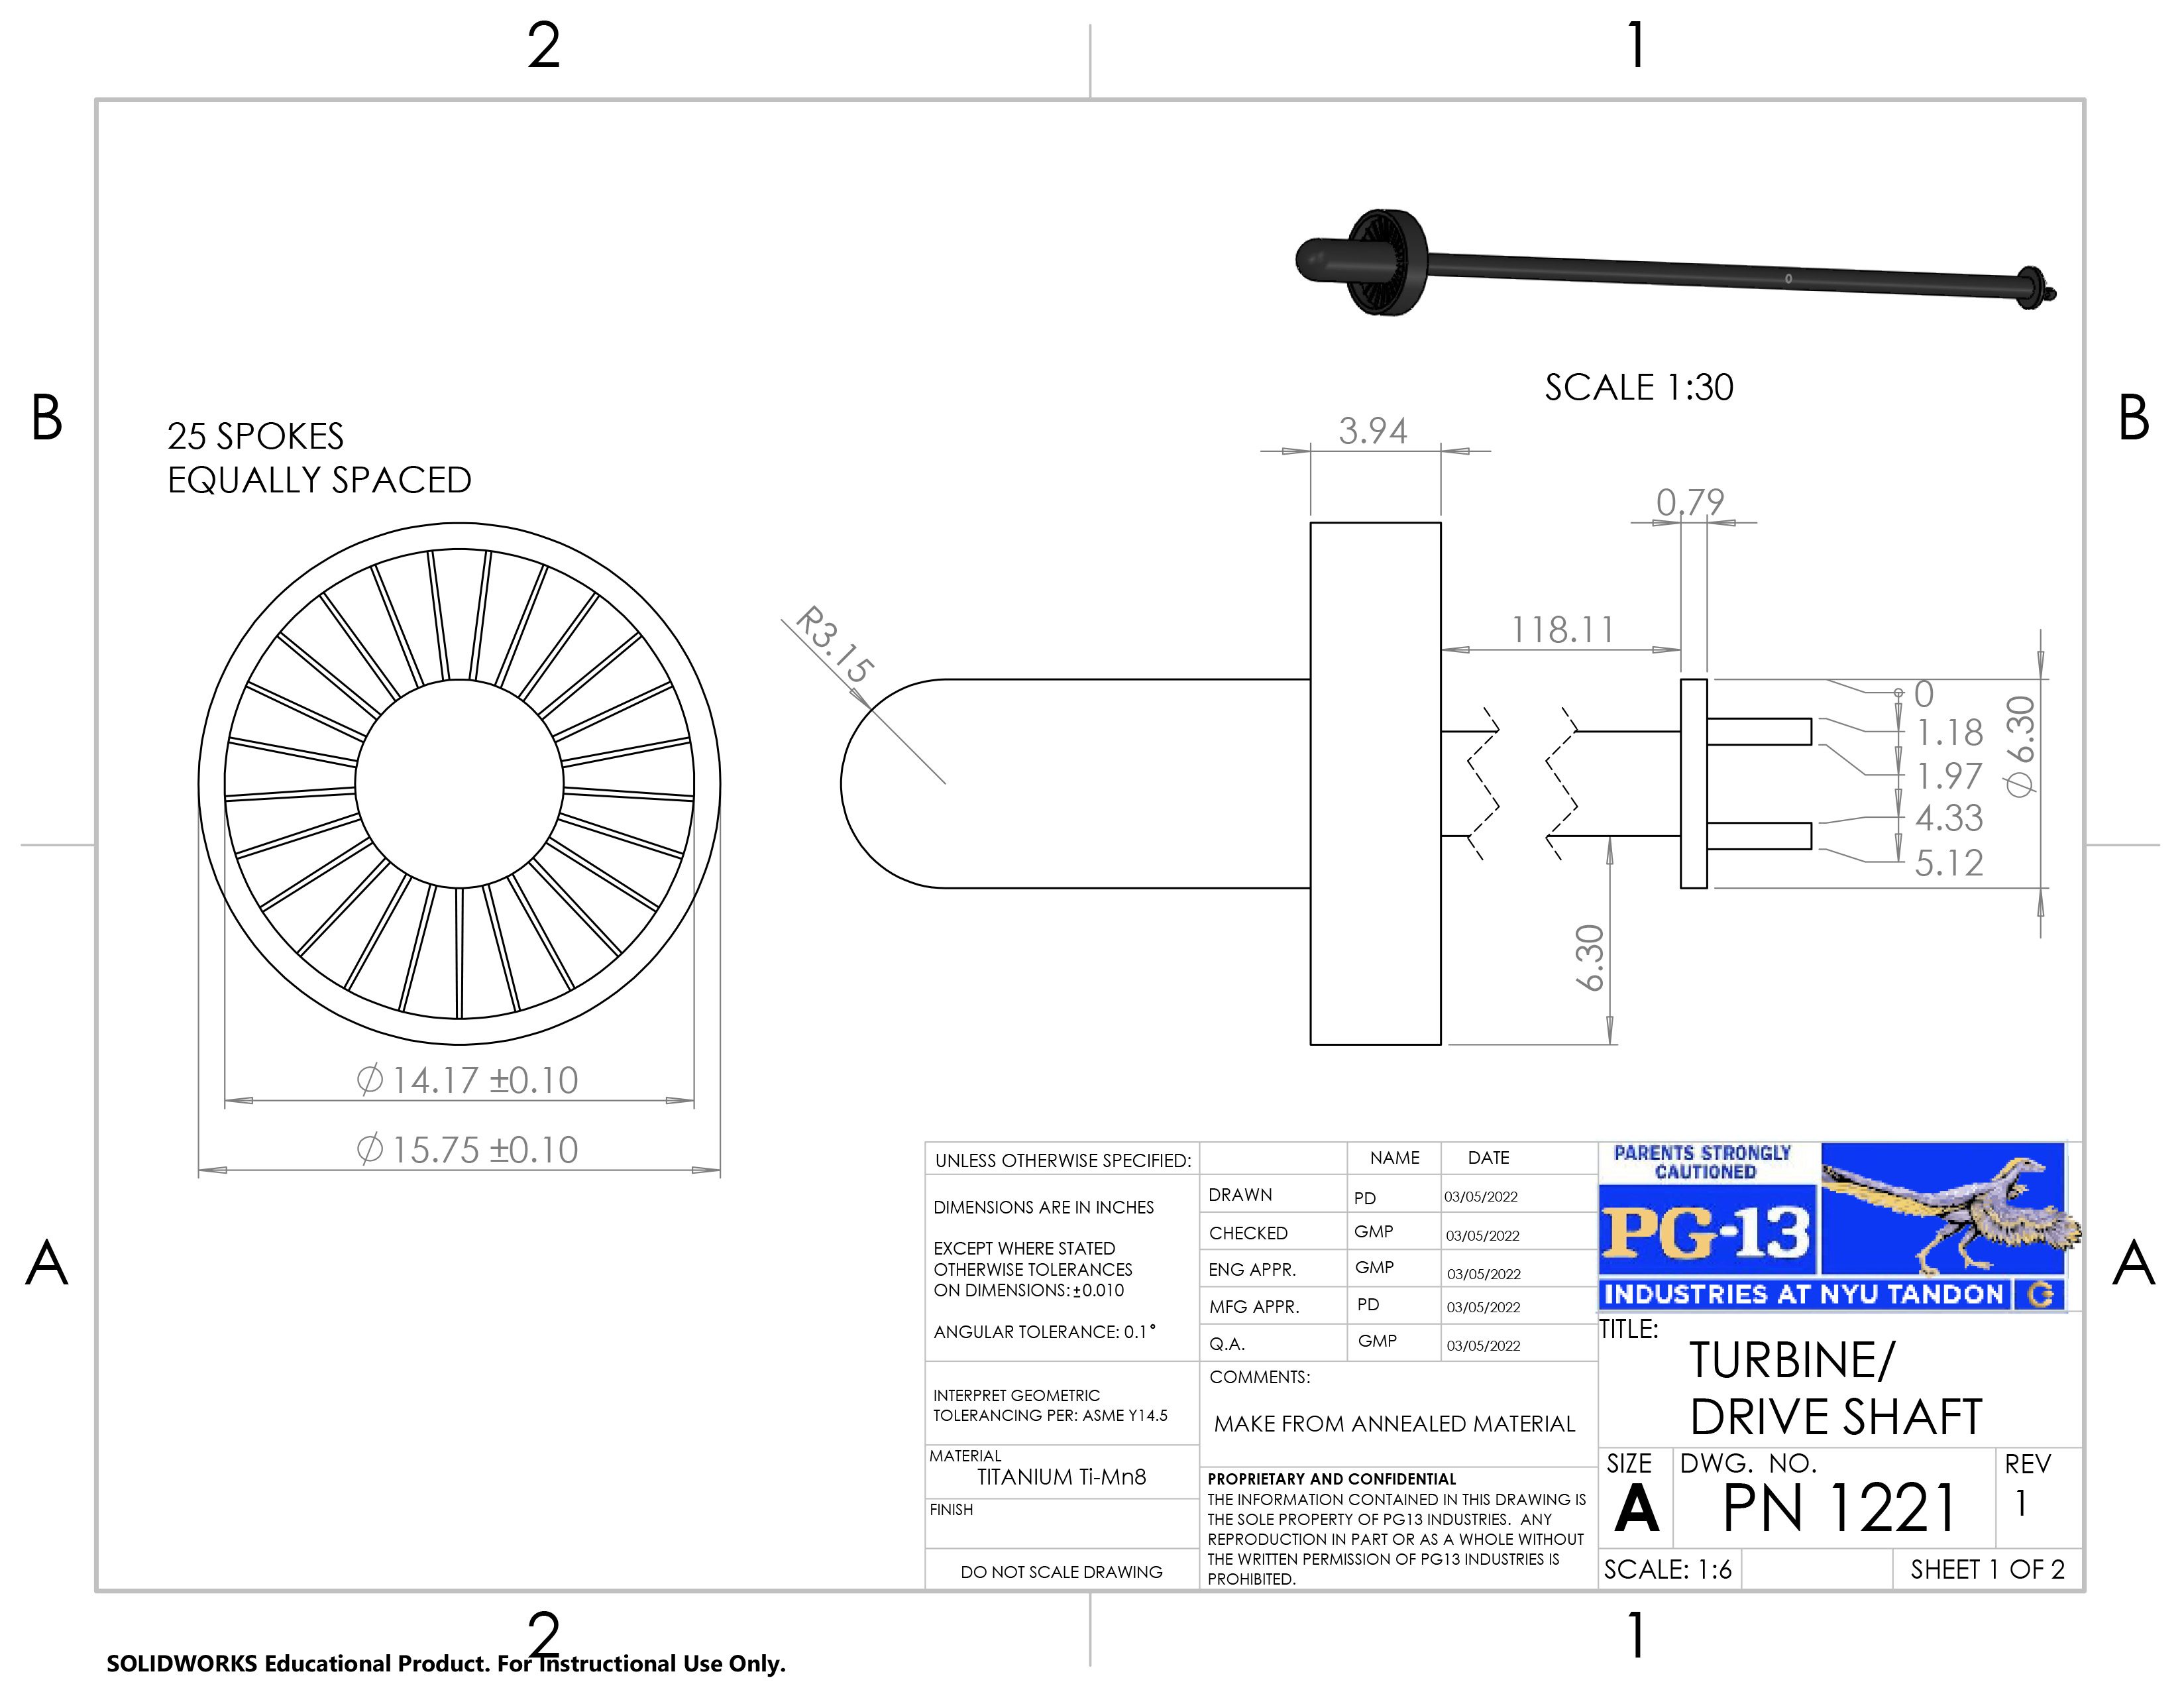 2
1
B
B
A
A
SCALE 1:30
25 SPOKES
EQUALLY SPACED
3.94
0.79
R3.15
118.11
0
1.18
1.97
4.33
5.12
∅ 6.30
6.30
∅ 14.17 ±0.10
∅ 15.75 ±0.10
UNLESS OTHERWISE SPECIFIED:
DIMENSIONS ARE IN INCHES
EXCEPT WHERE STATED
OTHERWISE TOLERANCES
ON DIMENSIONS: ±0.010
ANGULAR TOLERANCE: 0.1°
INTERPRET GEOMETRIC
TOLERANCING PER: ASME Y14.5
MATERIAL
TITANIUM Ti-Mn8
FINISH
DO NOT SCALE DRAWING
NAME DATE
DRAWN PD 03/05/2022
CHECKED GMP 03/05/2022
ENG APPR. GMP 03/05/2022
MFG APPR. PD 03/05/2022
Q.A. GMP 03/05/2022
COMMENTS:
MAKE FROM ANNEALED MATERIAL
PROPRIETARY AND CONFIDENTIAL
THE INFORMATION CONTAINED IN THIS DRAWING IS
THE SOLE PROPERTY OF PG13 INDUSTRIES. ANY
REPRODUCTION IN PART OR AS A WHOLE WITHOUT
THE WRITTEN PERMISSION OF PG13 INDUSTRIES IS
PROHIBITED.
PARENTS STRONGLY
CAUTIONED
PG-13
INDUSTRIES AT NYU TANDON
TITLE:
TURBINE/
DRIVE SHAFT
SIZE DWG. NO. REV
A PN 1221 1
SCALE: 1:6 SHEET 1 OF 2
2
1
SOLIDWORKS Educational Product. For Instructional Use Only.
0